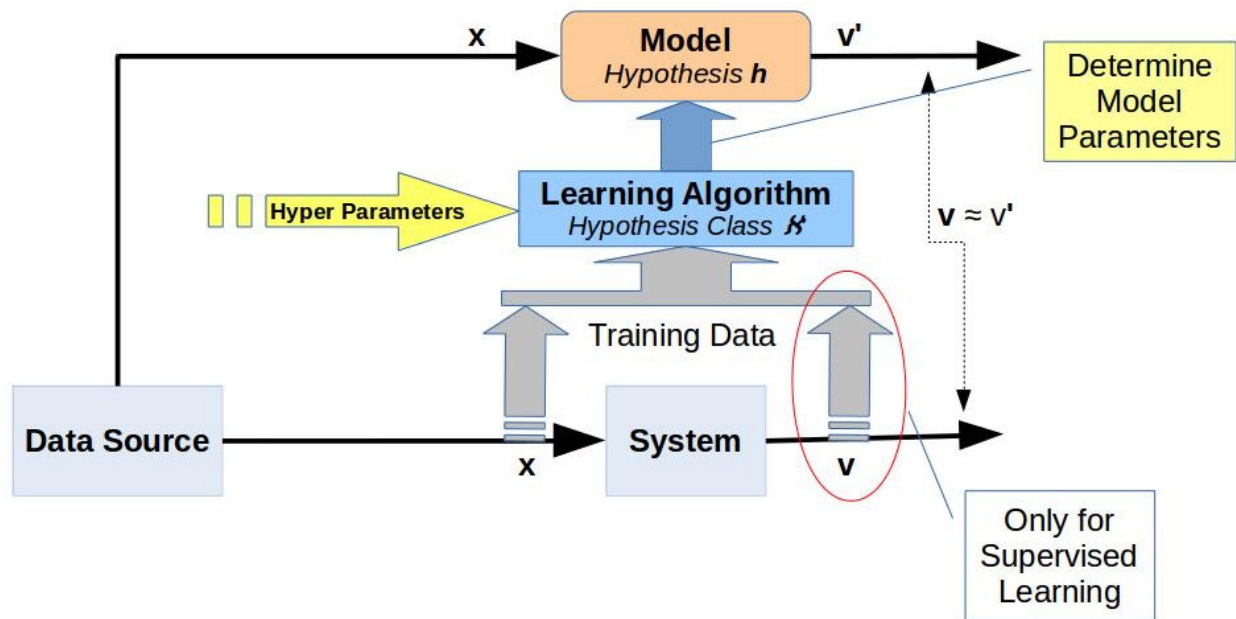 x
Model
Hypothesis h
v'
Determine
Model
Parameters
Hyper Parameters
Learning Algorithm
Hypothesis Class ℋ
v ≈ v'
Training Data
Data Source
x
System
v
Only for
Supervised
Learning